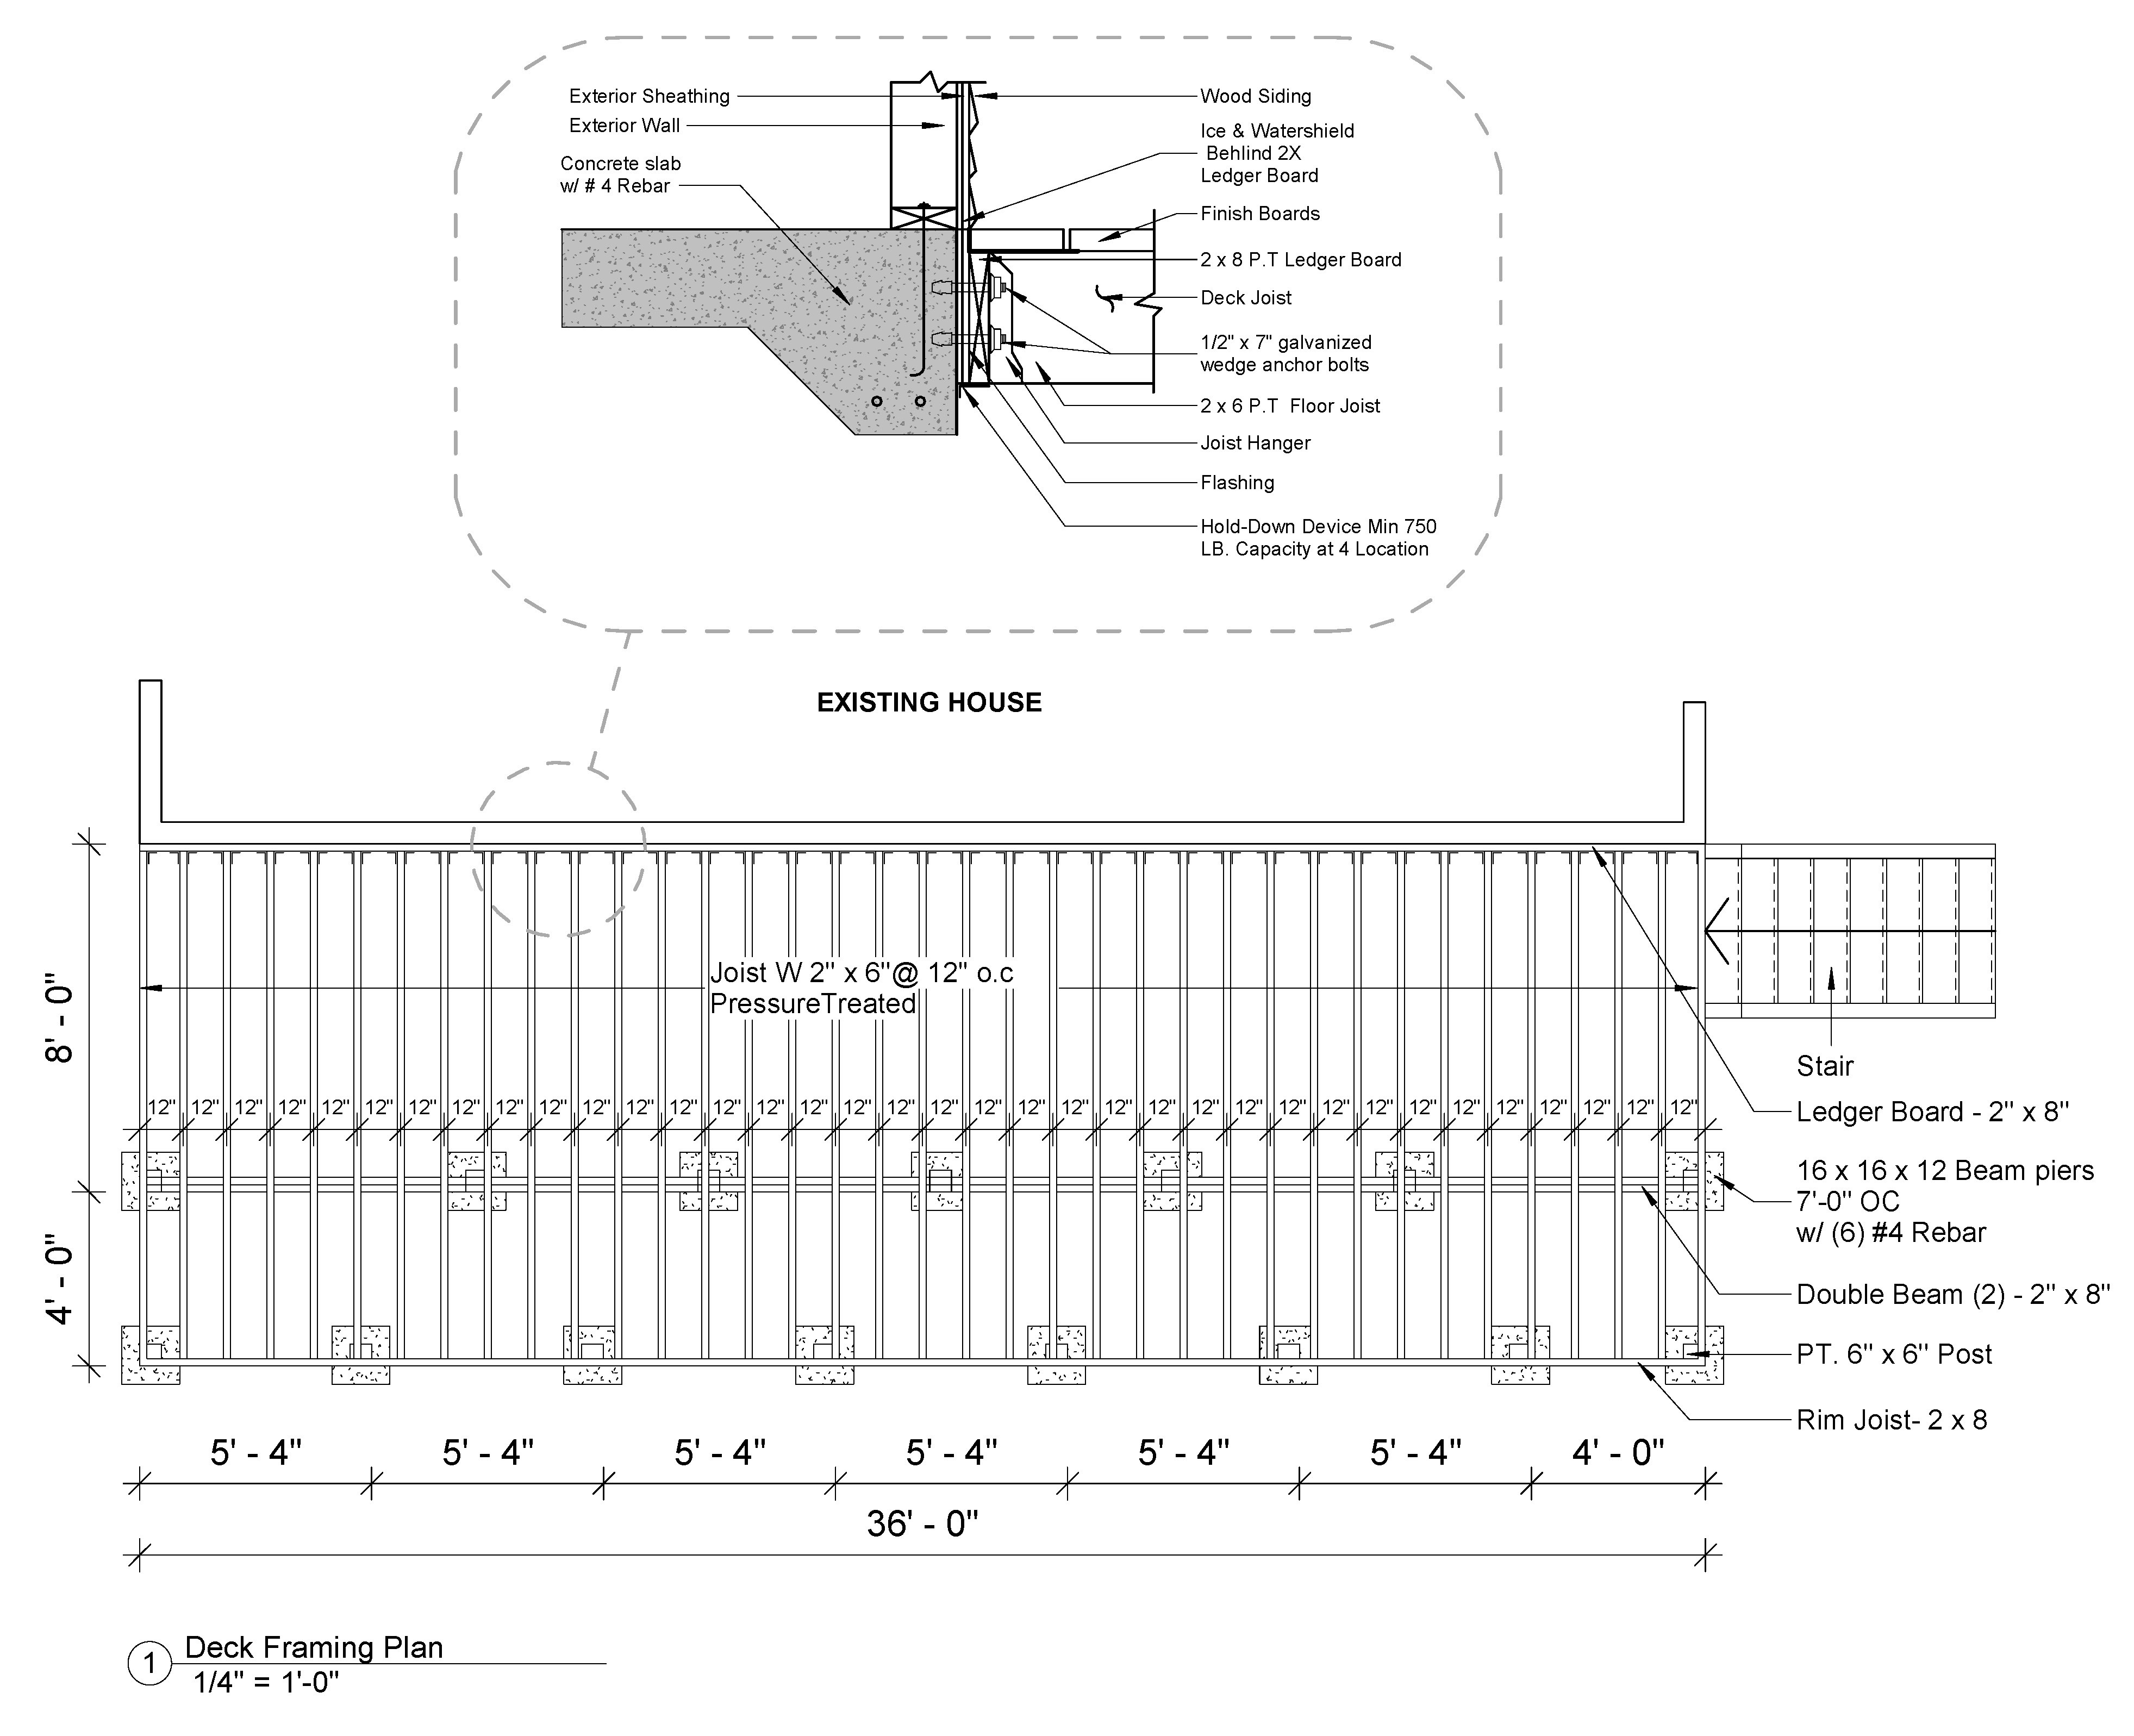 Exterior Sheathing
Exterior Wall
Concrete slab
w/ # 4 Rebar
Wood Siding
Ice & Watershield
Behlind 2X
Ledger Board
Finish Boards
2 x 8 P.T Ledger Board
Deck Joist
1/2" x 7" galvanized
wedge anchor bolts
2 x 6 P.T Floor Joist
Joist Hanger
Flashing
Hold-Down Device Min 750
LB. Capacity at 4 Location
EXISTING HOUSE
8' - 0"
4' - 0"
Joist W 2" x 6"@ 12" o.c
PressureTreated
12" 12" 12" 12" 12" 12" 12" 12" 12" 12" 12" 12" 12" 12" 12" 12" 12" 12" 12" 12" 12" 12" 12" 12" 12" 12" 12" 12" 12" 12" 12" 12" 12" 12" 12" 12"
Stair
Ledger Board - 2" x 8"
16 x 16 x 12 Beam piers
7'-0" OC
w/ (6) #4 Rebar
Double Beam (2) - 2" x 8"
PT. 6" x 6" Post
Rim Joist- 2 x 8
5' - 4" 5' - 4" 5' - 4" 5' - 4" 5' - 4" 5' - 4" 4' - 0"
36' - 0"
1 Deck Framing Plan
1/4" = 1'-0"